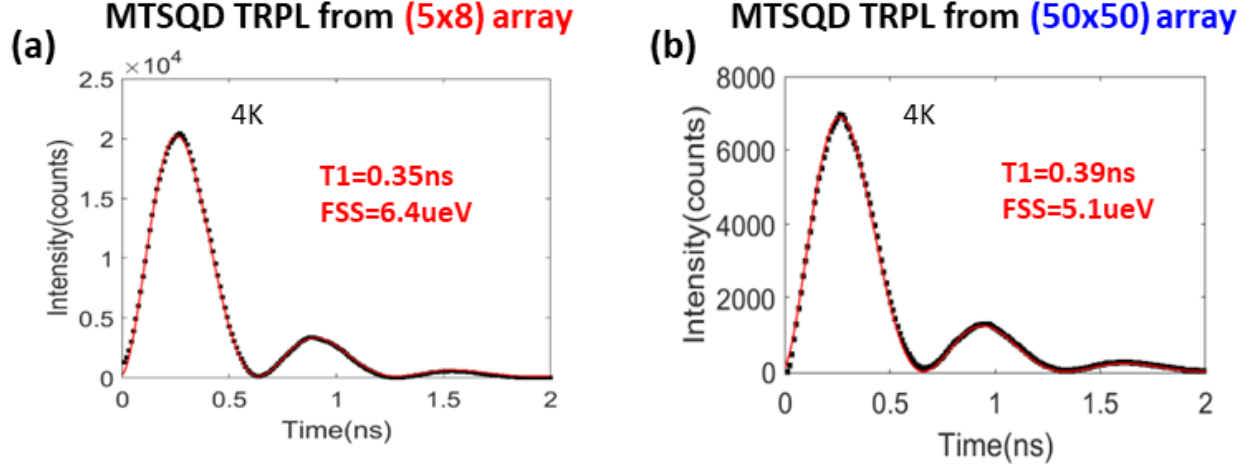 MTSQD TRPL from (5x8) array
(a)
×10⁴
2.5
2
1.5
1
0.5
0
4K
T1=0.35ns
FSS=6.4ueV
Intensity(counts)
0 0.5 1 1.5 2
Time(ns)
MTSQD TRPL from (50x50) array
(b)
8000
6000
4000
2000
0
4K
T1=0.39ns
FSS=5.1ueV
Intensity(counts)
0 0.5 1 1.5 2
Time(ns)